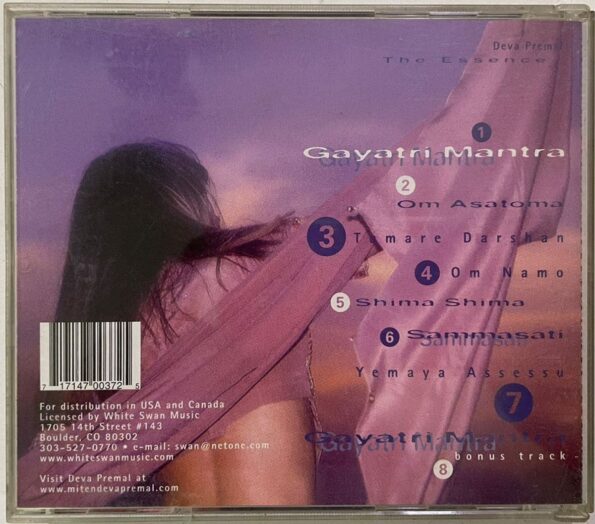 Deva Premal
The Essence
1
Gayatri Mantra
2
Om Asatoma
3 Tumare Darshan
4 Om Namo
5 Shima Shima
6 Sammasati
Yemaya Assessu
7
Gayatri Mantra
8 bonus track
7 17147 00372 5
For distribution in USA and Canada
Licensed by White Swan Music
1705 14th Street #143
Boulder, CO 80302
303-527-0770 • e-mail: swan@netone.com
www.whiteswanmusic.com
Visit Deva Premal at
www.mitendevapremal.com